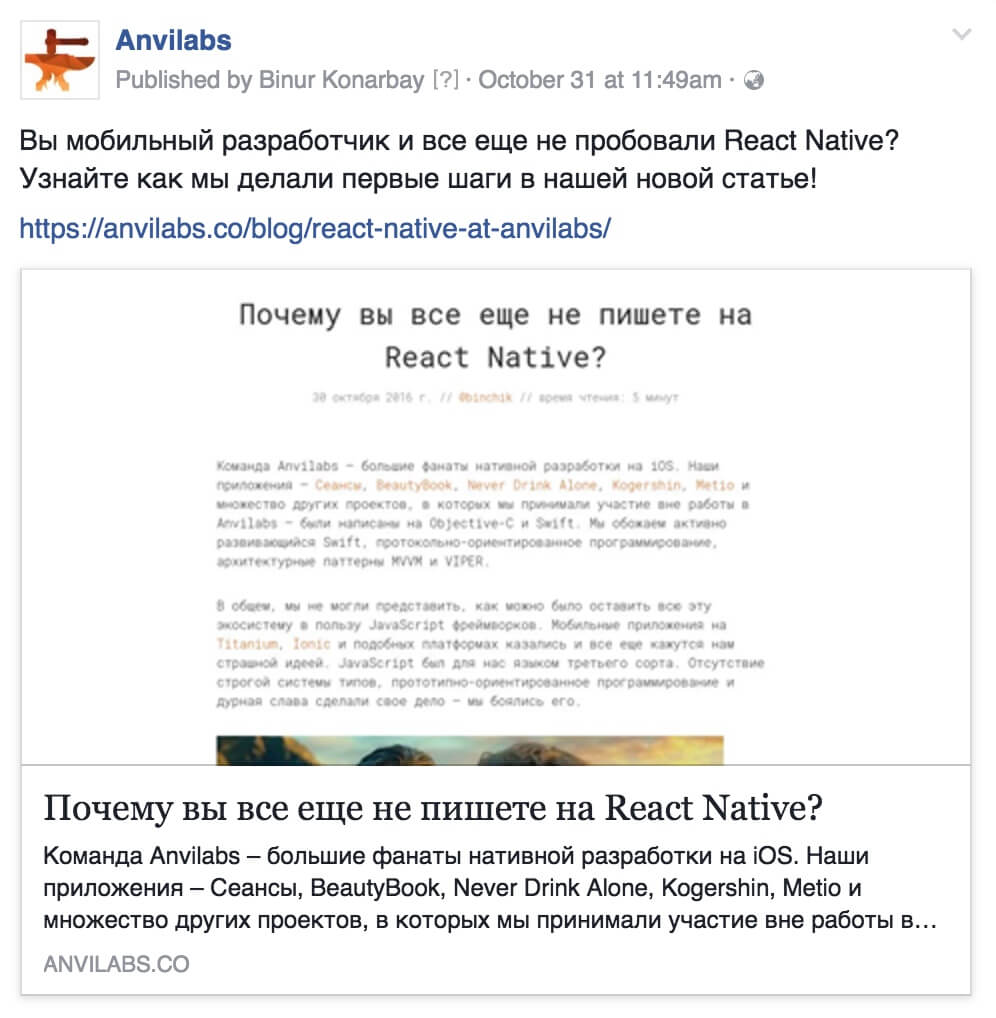 Anvilabs
Published by Binur Konarbay [?] · October 31 at 11:49am ·
Вы мобильный разработчик и все еще не пробовали React Native?
Узнайте как мы делали первые шаги в нашей новой статье!
https://anvilabs.co/blog/react-native-at-anvilabs/
Почему вы все еще не пишете на
React Native?
30 октября 2016 г. // @binchik // время чтения: 5 минут
Команда Anvilabs – большие фанаты нативной разработки на iOS. Наши
приложения – Сеансы, BeautyBook, Never Drink Alone, Kogershin, Metio и
множество других проектов, в которых мы принимали участие вне работы в
Anvilabs – были написаны на Objective-C и Swift. Мы обожаем активно
развивающийся Swift, протокольно-ориентированное программирование,
архитектурные паттерны MVVM и VIPER.
В общем, мы не могли представить, как можно было оставить всю эту
экосистему в пользу JavaScript фреймворков. Мобильные приложения на
Titanium, Ionic и подобных платформах казались и все еще кажутся нам
страшной идеей. JavaScript был для нас языком третьего сорта. Отсутствие
строгой системы типов, прототипно-ориентированное программирование и
дурная слава сделали свое дело – мы боялись его.
Почему вы все еще не пишете на React Native?
Команда Anvilabs – большие фанаты нативной разработки на iOS. Наши
приложения – Сеансы, BeautyBook, Never Drink Alone, Kogershin, Metio и
множество других проектов, в которых мы принимали участие вне работы в…
ANVILABS.CO